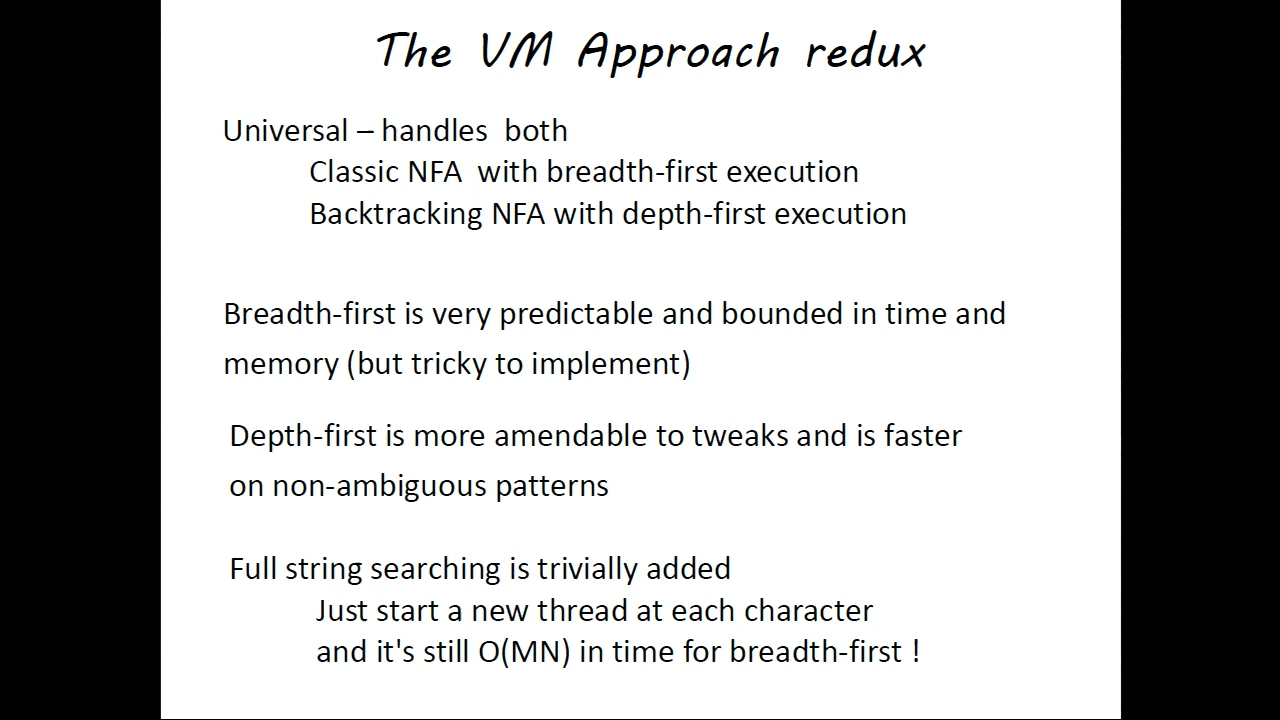 The VM Approach redux
Universal – handles both
Classic NFA with breadth-first execution
Backtracking NFA with depth-first execution
Breadth-first is very predictable and bounded in time and
memory (but tricky to implement)
Depth-first is more amendable to tweaks and is faster
on non-ambiguous patterns
Full string searching is trivially added
Just start a new thread at each character
and it's still O(MN) in time for breadth-first !